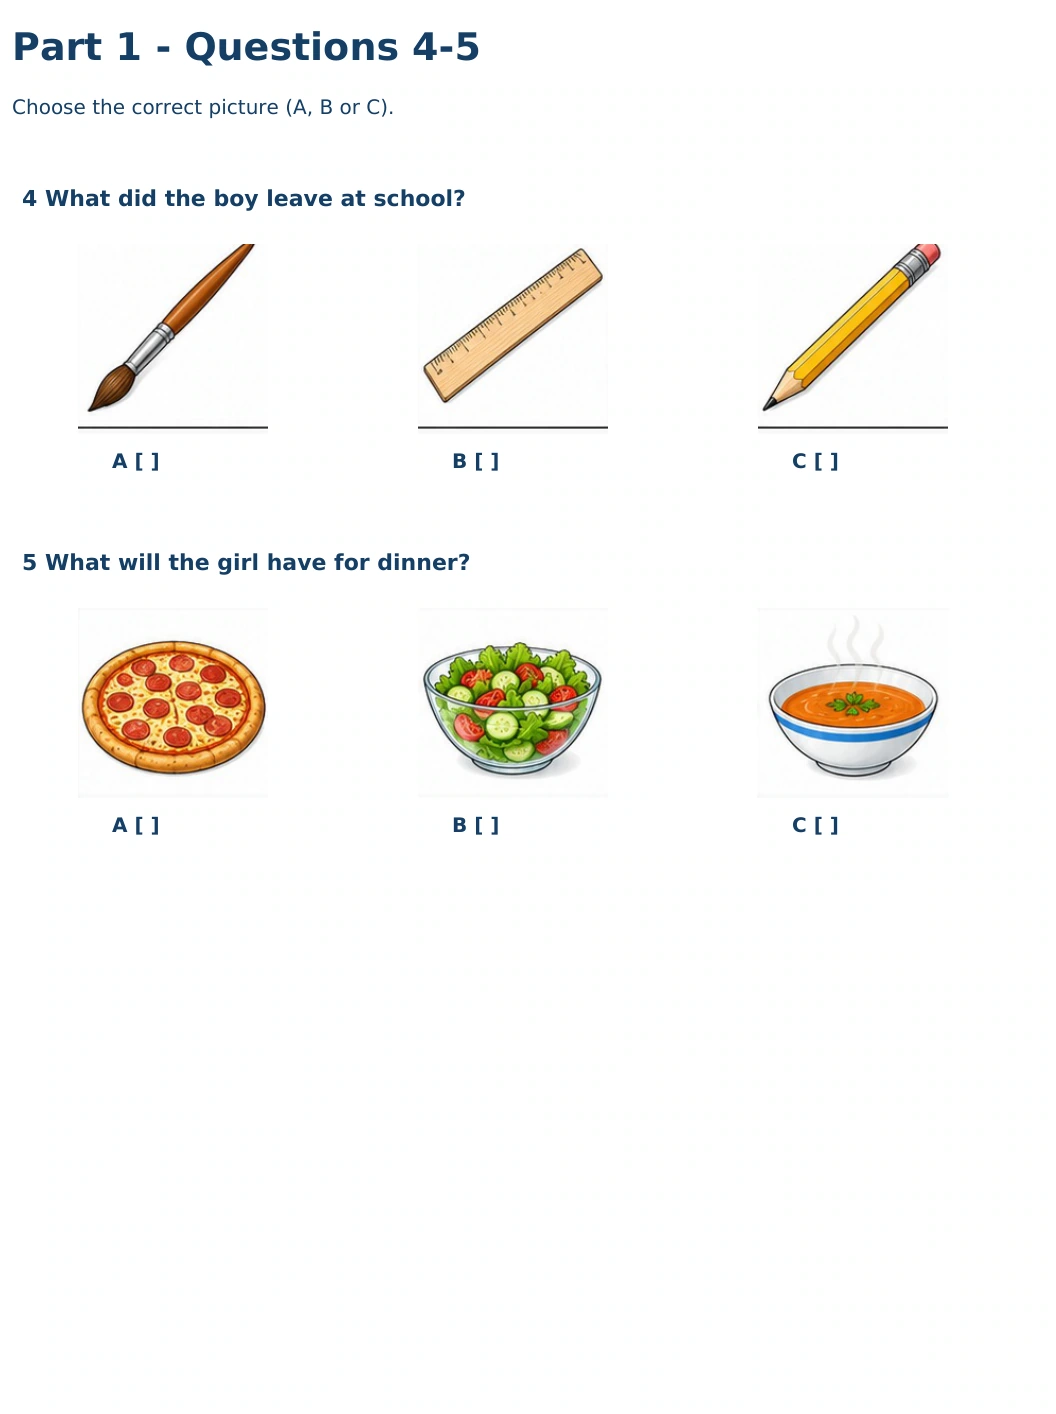 Part 1 - Questions 4-5
Choose the correct picture (A, B or C).
4 What did the boy leave at school?
A [ ] B [ ] C [ ]
5 What will the girl have for dinner?
A [ ] B [ ] C [ ]